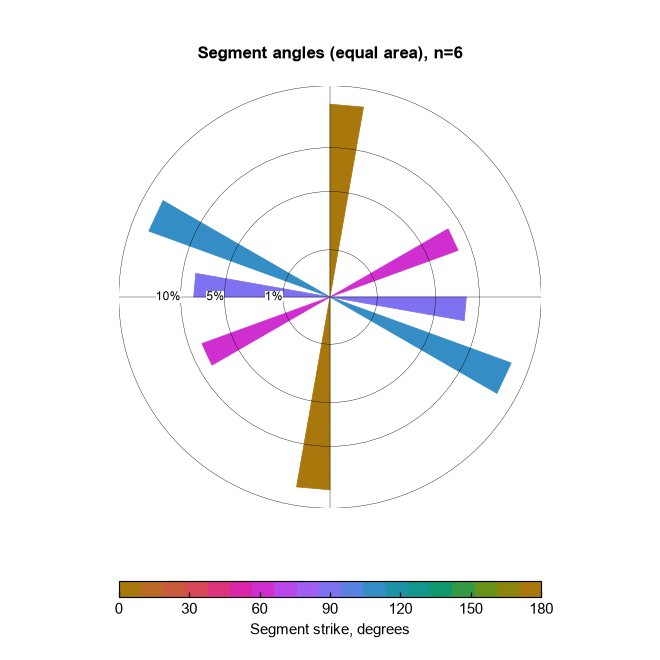 Segment angles (equal area), n=6
10% 5% 1%
0 30 60 90 120 150 180
Segment strike, degrees